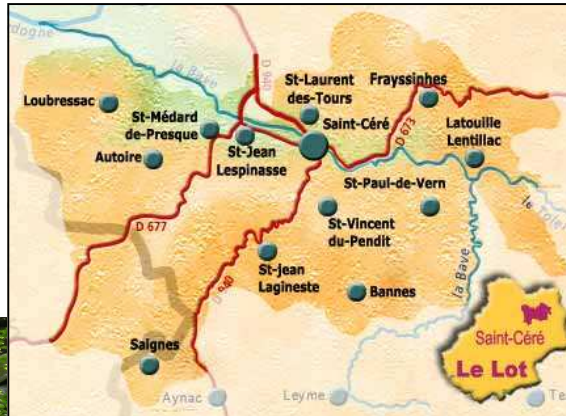 la Bave
D 940
St-Laurent
des-Tours
Frayssinhes
Loubressac
St-Médard
de-Presque
Saint-Céré
D 673
Latouille
Lentillac
Autoire
St-Jean
Lespinasse
St-Paul-de-Vern
D 677
St-Vincent
du-Pendit
la Bave
St-jean
Lagineste
D 940
Bannes
Saignes
Saint-Céré
Le Lot
Aynac
Leyme